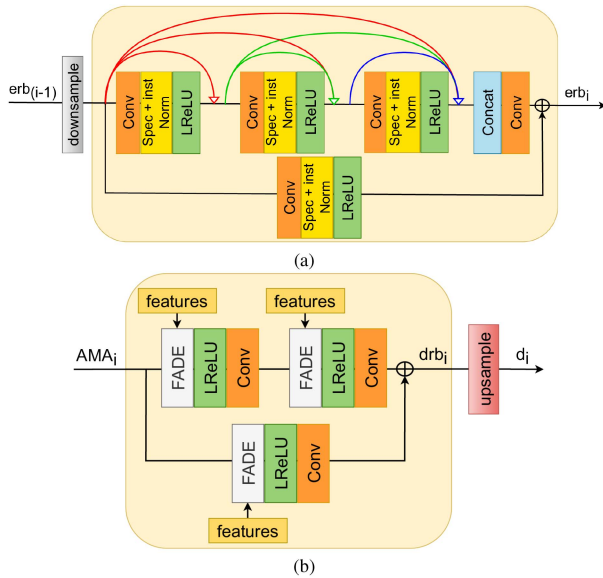 erb(i-1)
downsample
Conv
Spec + inst
Norm
LReLU
Conv
Spec + inst
Norm
LReLU
Conv
Spec + inst
Norm
LReLU
Concat
Conv
erbi
Conv
Spec + inst
Norm
LReLU
(a)
features
features
AMAi
FADE
LReLU
Conv
FADE
LReLU
Conv
drbi
upsample
di
FADE
LReLU
Conv
features
(b)